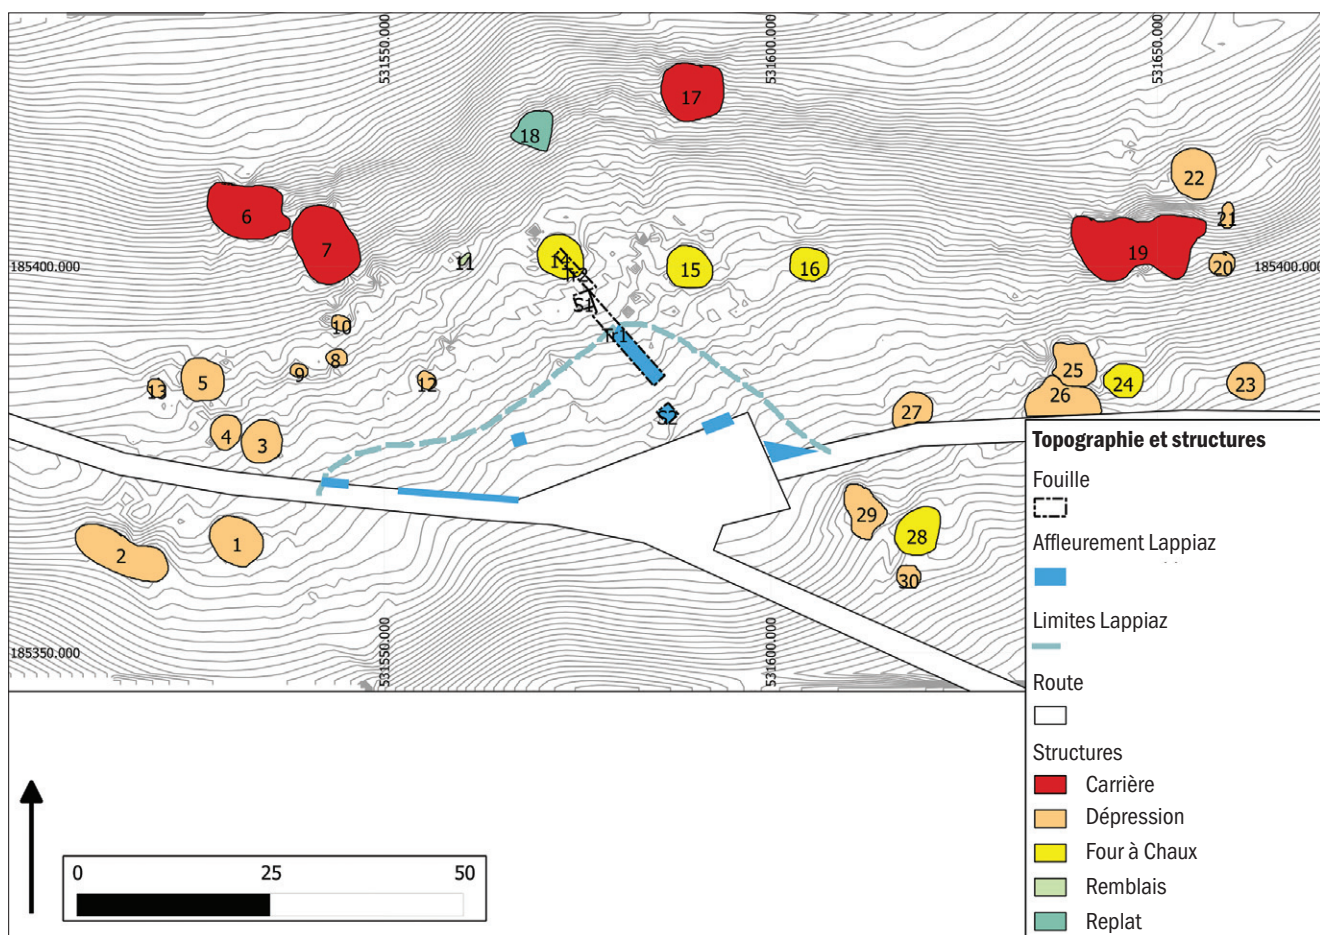 531550.000
531600.000
531650.000
17
18
22
6
21
7
19
14
11
15
16
20
185400.000
185400.000
Tr2
S1
10
Tr1
8
9
25
5
13
12
24
23
26
S2
27
4
3
29
28
1
2
30
185350.000
531550.000
531600.000
Topographie et structures
Fouille
Affleurement Lappiaz
Limites Lappiaz
Route
Structures
Carrière
Dépression
Four à Chaux
Remblais
Replat
0 25 50